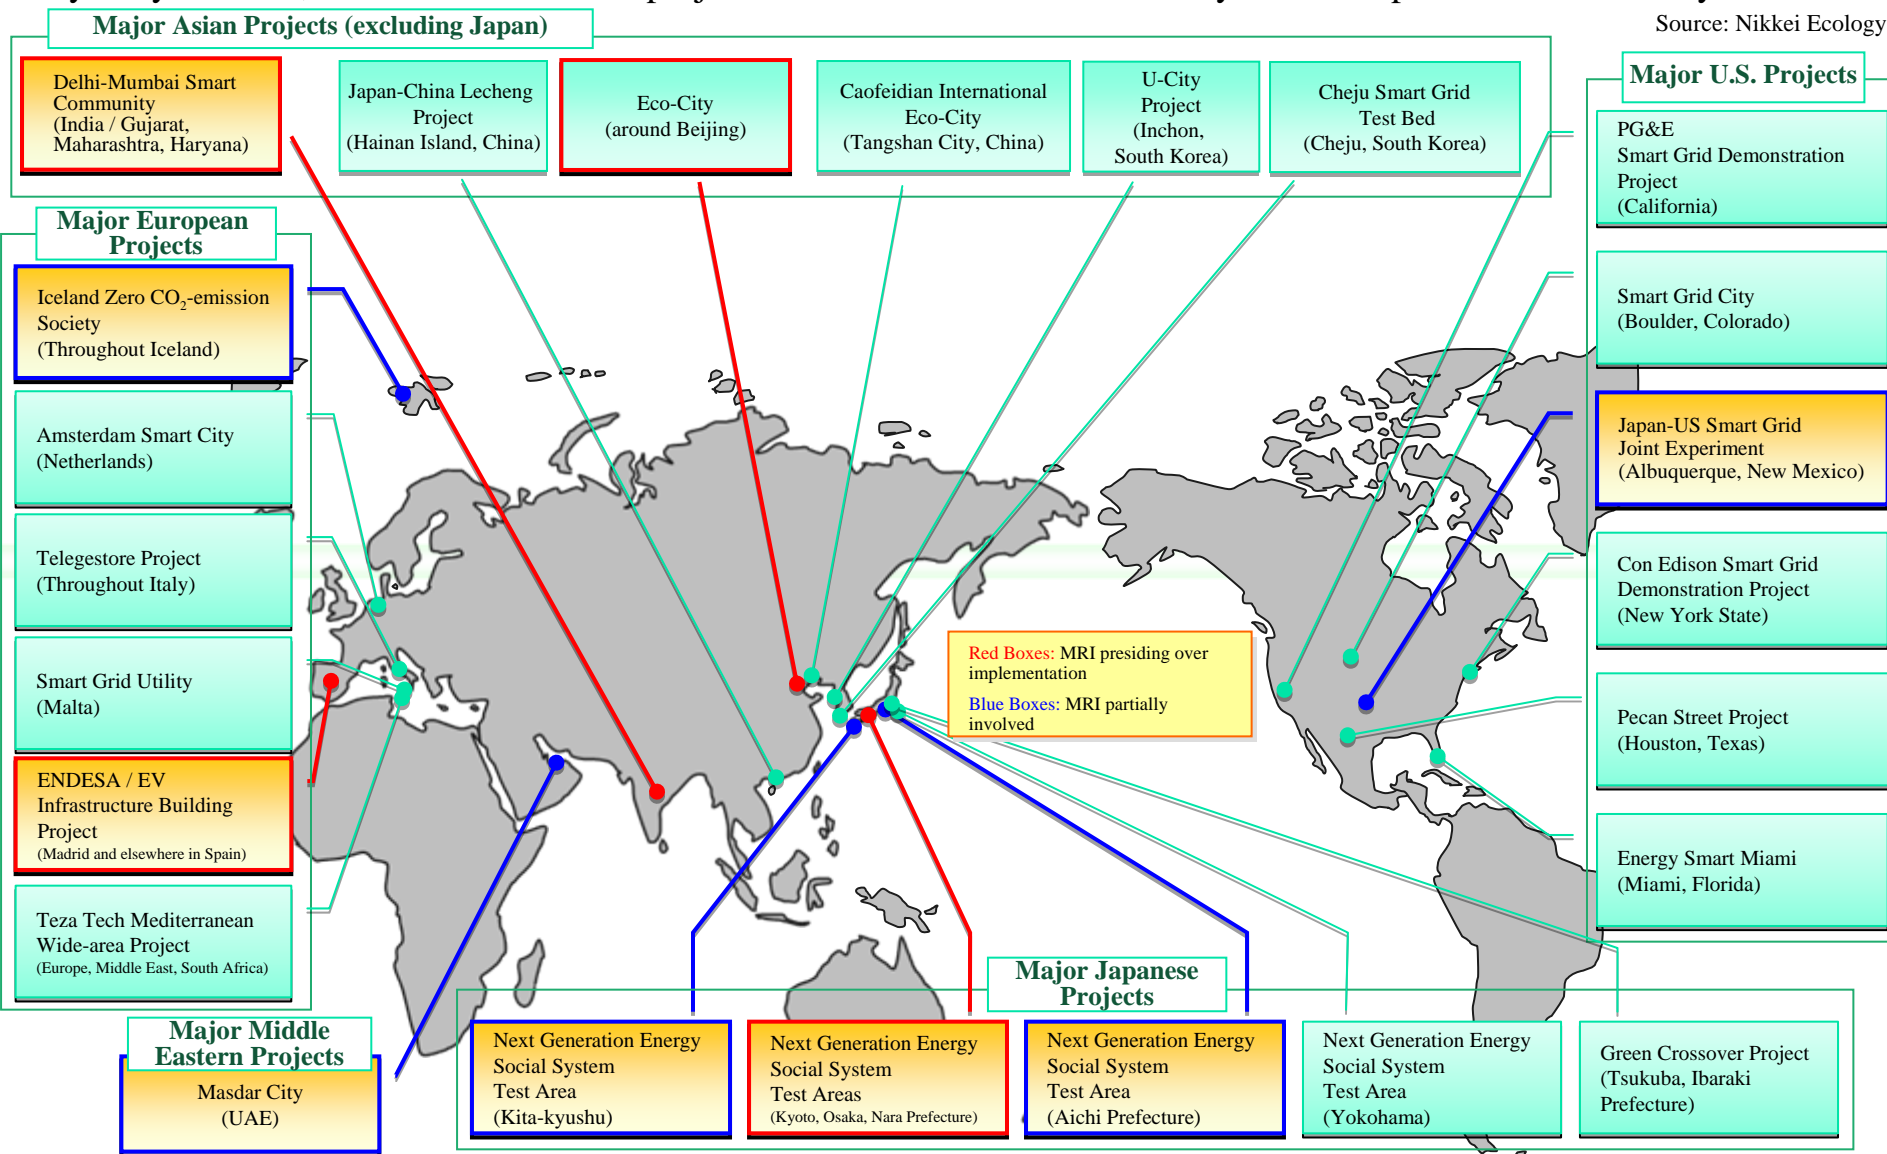 Source: Nikkei Ecology
Major Asian Projects (excluding Japan)
Delhi-Mumbai Smart
Community
(India / Gujarat,
Maharashtra, Haryana)
Japan-China Lecheng
Project
(Hainan Island, China)
Eco-City
(around Beijing)
Caofeidian International
Eco-City
(Tangshan City, China)
U-City
Project
(Inchon,
South Korea)
Cheju Smart Grid
Test Bed
(Cheju, South Korea)
Major U.S. Projects
PG&E
Smart Grid Demonstration
Project
(California)
Smart Grid City
(Boulder, Colorado)
Japan-US Smart Grid
Joint Experiment
(Albuquerque, New Mexico)
Con Edison Smart Grid
Demonstration Project
(New York State)
Pecan Street Project
(Houston, Texas)
Energy Smart Miami
(Miami, Florida)
Major European
Projects
Iceland Zero CO2-emission
Society
(Throughout Iceland)
Amsterdam Smart City
(Netherlands)
Telegestore Project
(Throughout Italy)
Smart Grid Utility
(Malta)
ENDESA / EV
Infrastructure Building
Project
(Madrid and elsewhere in Spain)
Teza Tech Mediterranean
Wide-area Project
(Europe, Middle East, South Africa)
Red Boxes: MRI presiding over
implementation
Blue Boxes: MRI partially
involved
Major Middle
Eastern Projects
Masdar City
(UAE)
Major Japanese
Projects
Next Generation Energy
Social System
Test Area
(Kita-kyushu)
Next Generation Energy
Social System
Test Areas
(Kyoto, Osaka, Nara Prefecture)
Next Generation Energy
Social System
Test Area
(Aichi Prefecture)
Next Generation Energy
Social System
Test Area
(Yokohama)
Green Crossover Project
(Tsukuba, Ibaraki
Prefecture)